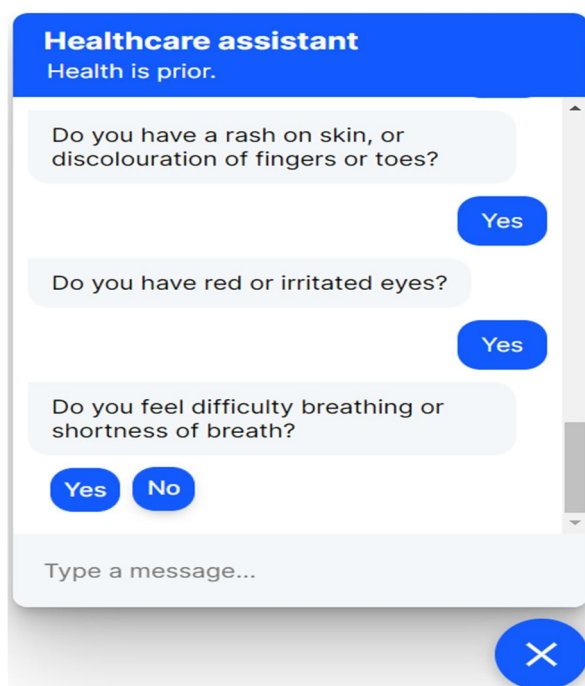 Healthcare assistant
Health is prior.
Do you have a rash on skin, or
discolouration of fingers or toes?
Yes
Do you have red or irritated eyes?
Yes
Do you feel difficulty breathing or
shortness of breath?
Yes No
Type a message...